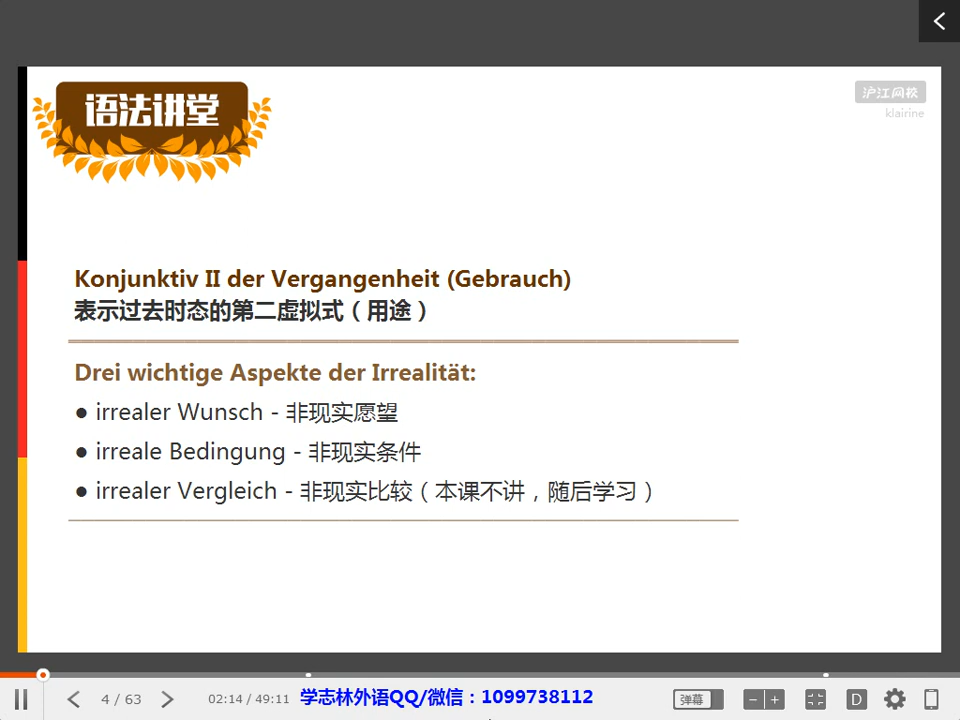 语法讲堂
沪江网校
klairine
Konjunktiv II der Vergangenheit (Gebrauch)
表示过去时态的第二虚拟式（用途）
Drei wichtige Aspekte der Irrealität:
● irrealer Wunsch - 非现实愿望
● irreale Bedingung - 非现实条件
● irrealer Vergleich - 非现实比较（本课不讲，随后学习）
4 / 63
02:14 / 49:11
学志林外语QQ/微信：1099738112
弹幕
D